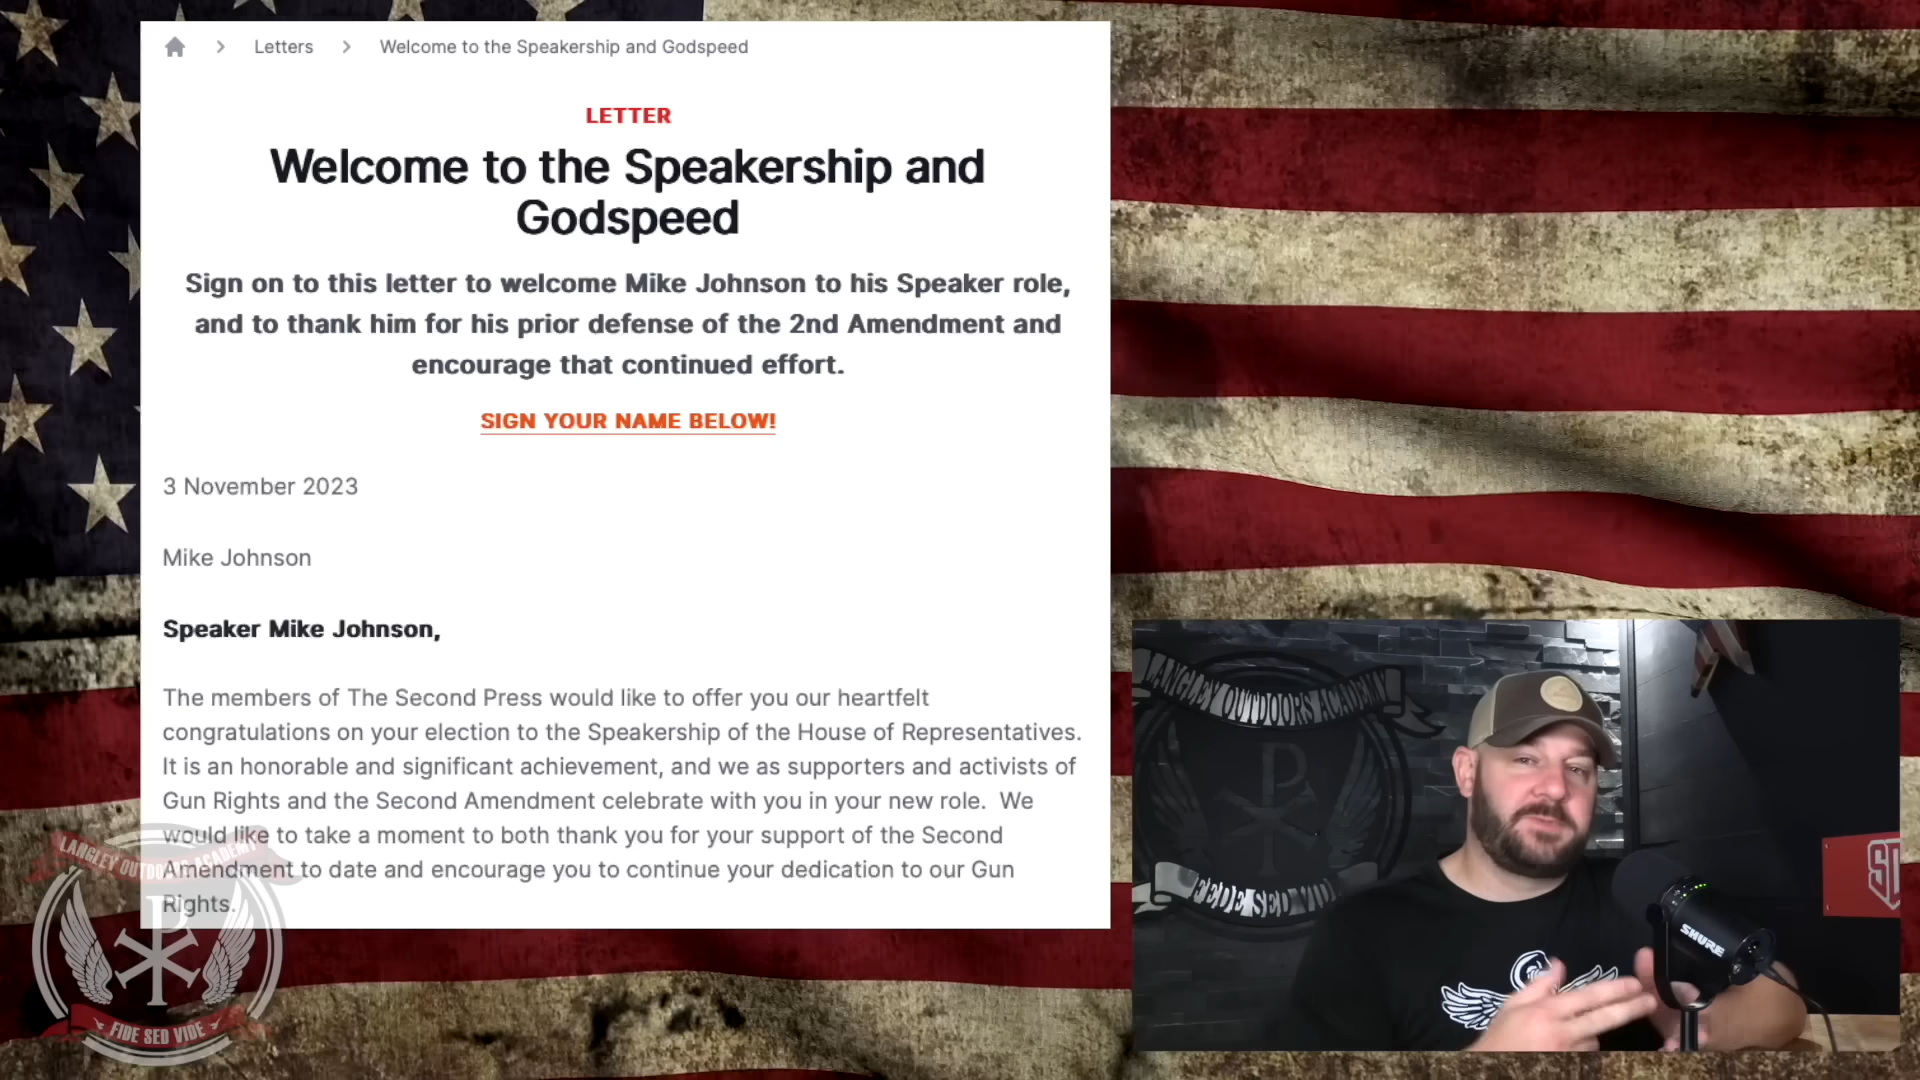 Letters
Welcome to the Speakership and Godspeed
LETTER
Welcome to the Speakership and
Godspeed
Sign on to this letter to welcome Mike Johnson to his Speaker role,
and to thank him for his prior defense of the 2nd Amendment and
encourage that continued effort.
SIGN YOUR NAME BELOW!
3 November 2023
Mike Johnson
Speaker Mike Johnson,
The members of The Second Press would like to offer you our heartfelt
congratulations on your election to the Speakership of the House of Representatives.
It is an honorable and significant achievement, and we as supporters and activists of
Gun Rights and the Second Amendment celebrate with you in your new role. We
would like to take a moment to both thank you for your support of the Second
Amendment to date and encourage you to continue your dedication to our Gun
Rights.
LANGLEY OUTDOORS ACADEMY
FIDE SED VIDE
LANGLEY OUTDOORS ACADEMY
FIDE SED VID
SHURE